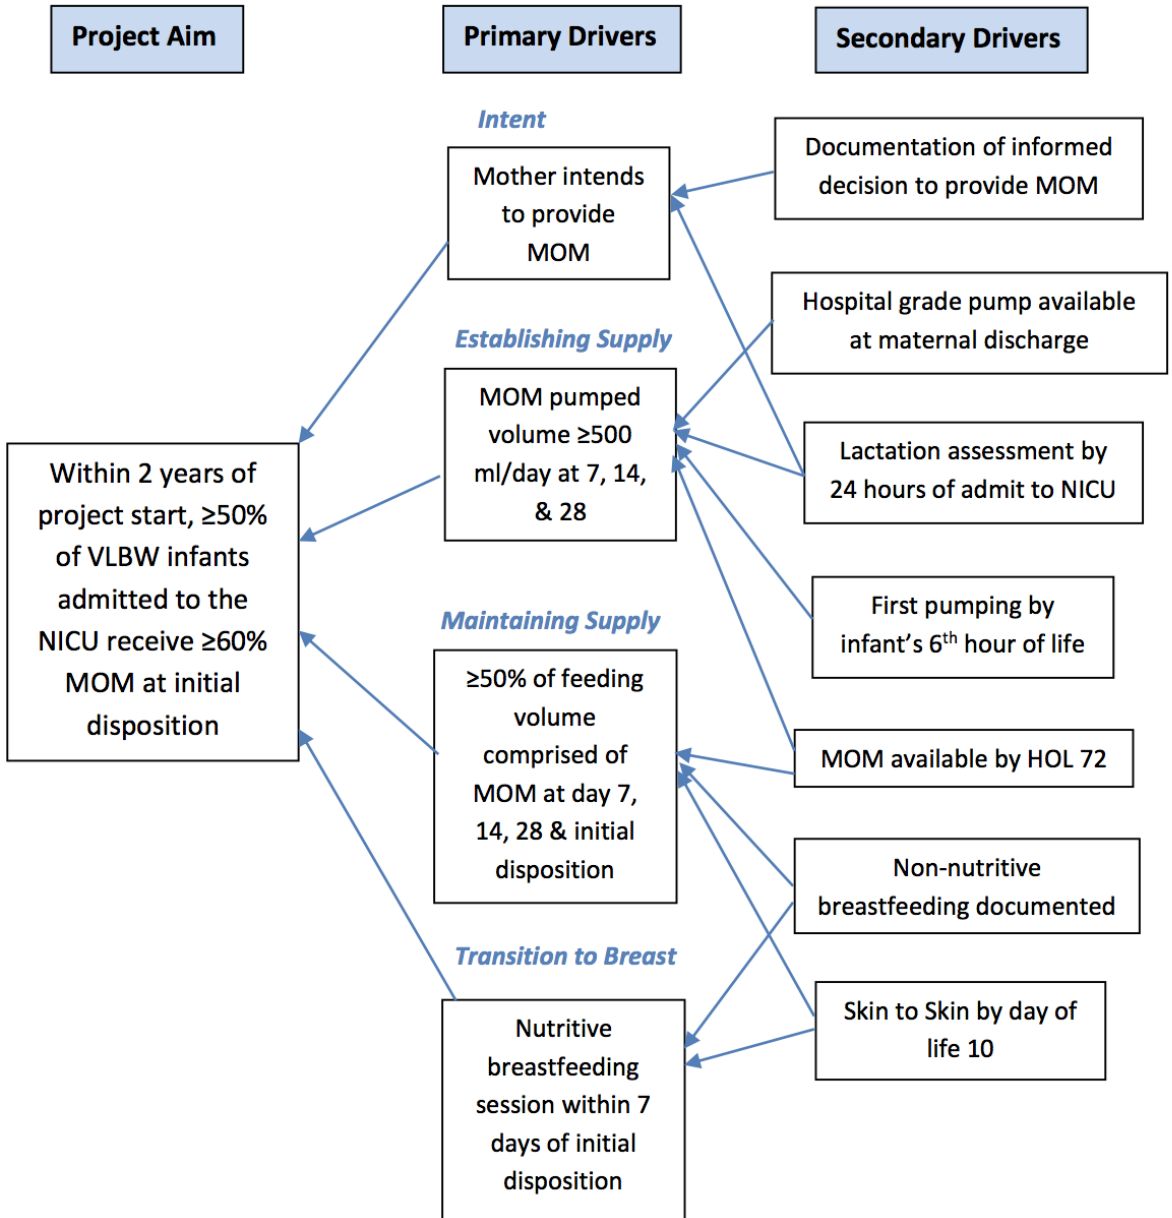 Project Aim
Primary Drivers
Secondary Drivers
Within 2 years of
project start, ≥50%
of VLBW infants
admitted to the
NICU receive ≥60%
MOM at initial
disposition
Intent
Mother intends
to provide
MOM
Establishing Supply
MOM pumped
volume ≥500
ml/day at 7, 14,
& 28
Maintaining Supply
≥50% of feeding
volume
comprised of
MOM at day 7,
14, 28 & initial
disposition
Transition to Breast
Nutritive
breastfeeding
session within 7
days of initial
disposition
Documentation of informed
decision to provide MOM
Hospital grade pump available
at maternal discharge
Lactation assessment by
24 hours of admit to NICU
First pumping by
infant's 6th hour of life
MOM available by HOL 72
Non-nutritive
breastfeeding documented
Skin to Skin by day of
life 10